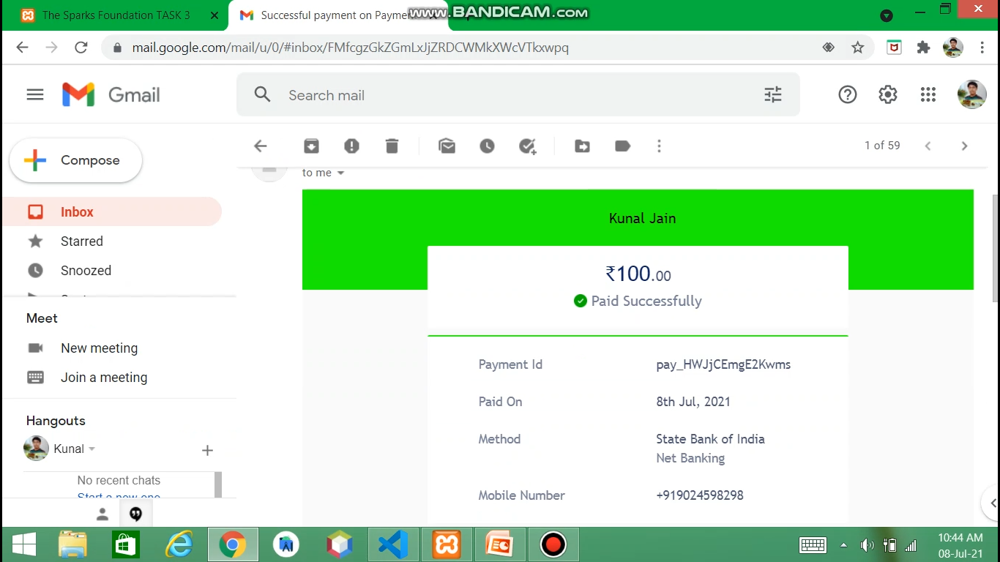 The Sparks Foundation TASK 3
Successful payment on Paymen
www.BANDICAM.com
mail.google.com/mail/u/0/#inbox/FMfcgzGkZGmLxJjZRDCWMkXWcVTkxwpq
Gmail
Search mail
Compose
1 of 59
to me
Inbox
Starred
Snoozed
Kunal Jain
₹100.00
Paid Successfully
Meet
New meeting
Join a meeting
Payment Id pay_HWJjCEmgE2Kwms
Paid On 8th Jul, 2021
Method State Bank of India
Net Banking
Mobile Number +919024598298
Hangouts
Kunal
No recent chats
Start a new one
10:44 AM
08-Jul-21